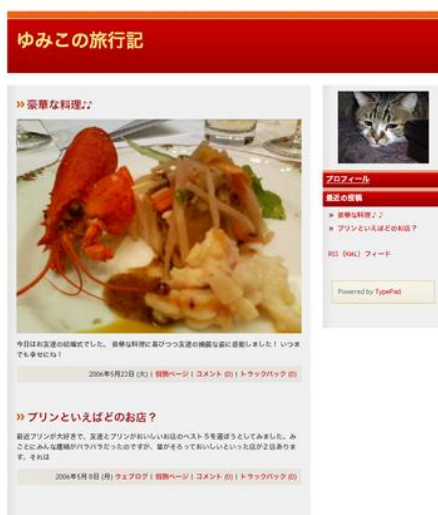 ゆみこの旅行記
豪華な料理♪♪
今日はお友達の結婚式でした。 豪華な料理に喜びつつ友達の綺麗な姿に感動しました！ いつま
でも幸せにね！
2006年5月23日 (火) | 個別ページ | コメント (0) | トラックバック (0)
プリンといえばどのお店？
最近プリンが大好きで、友達とプリンがおいしいお店のベスト５を選ぼうとしてみました。み
ごとにみんな趣味がバラバラだったのですが、皆がそろっておいしいといった店が２店ありま
す。それは
2006年5月 8日 (月) ウェブログ | 個別ページ | コメント (0) | トラックバック (0)
プロフィール
最近の投稿
» 豪華な料理♪♪
» プリンといえばどのお店？
RSS (XML) フィード
Powered by TypePad